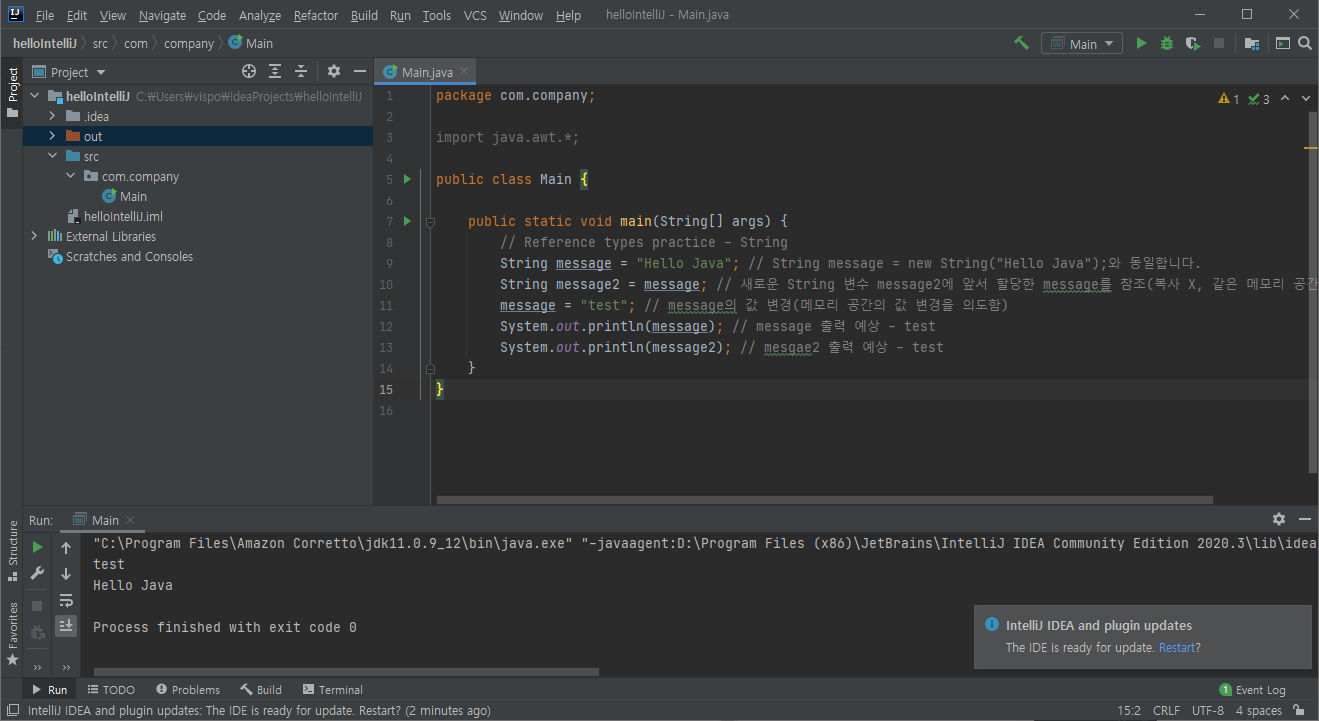 File Edit View Navigate Code Analyze Refactor Build Run Tools VCS Window Help helloIntelliJ - Main.java
helloIntelliJ src com company Main Main
Project
Project
Main.java
helloIntelliJ C:₩Users₩vispo₩IdeaProjects₩helloIntelliJ
.idea
out
src
com.company
Main
helloIntelliJ.iml
External Libraries
Scratches and Consoles
1 package com.company;
2
3 import java.awt.*;
4
5 public class Main {
6
7 public static void main(String[] args) {
8 // Reference types practice - String
9 String message = "Hello Java"; // String message = new String("Hello Java");와 동일합니다.
10 String message2 = message; // 새로운 String 변수 message2에 앞서 할당한 message를 참조(복사 X, 같은 메모리 공간
11 message = "test"; // message의 값 변경(메모리 공간의 값 변경을 의도함)
12 System.out.println(message); // message 출력 예상 - test
13 System.out.println(message2); // mesgae2 출력 예상 - test
14 }
15 }
16
1 3
Structure
Favorites
Run: Main
"C:\Program Files\Amazon Corretto\jdk11.0.9_12\bin\java.exe" "-javaagent:D:\Program Files (x86)\JetBrains\IntelliJ IDEA Community Edition 2020.3\lib\idea
test
Hello Java
Process finished with exit code 0
IntelliJ IDEA and plugin updates
The IDE is ready for update. Restart?
Run TODO Problems Build Terminal 1 Event Log
IntelliJ IDEA and plugin updates: The IDE is ready for update. Restart? (2 minutes ago) 15:2 CRLF UTF-8 4 spaces